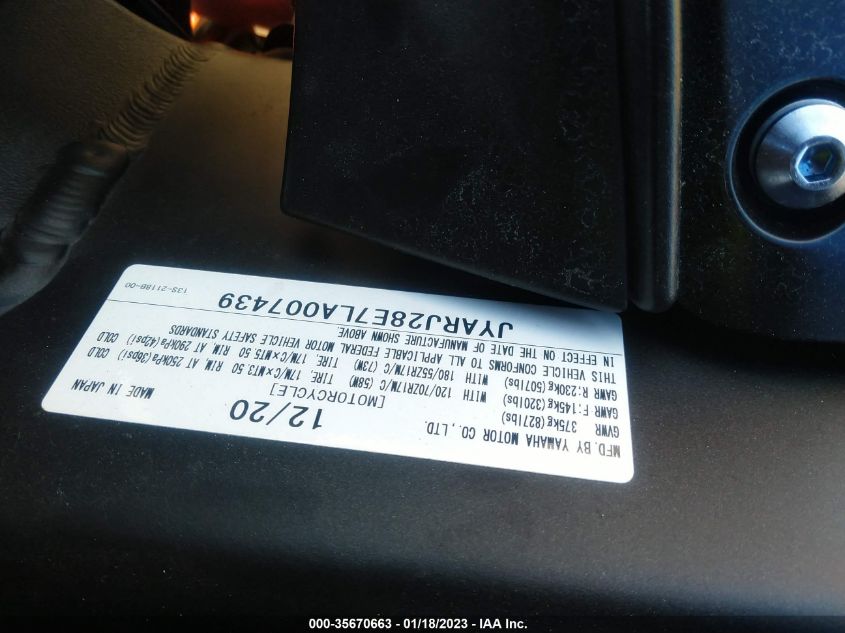 MFD. BY YAMAHA MOTOR CO., LTD. 12/20 MADE IN JAPAN
GVWR 375kg(827lbs) [MOTORCYCLE]
GAWR F:145kg(320lbs) WITH 120/70ZR17M/C (58W) TIRE, 17M/C×MT3.50 RIM AT 250kPa(36psi) COLD
GAWR R:230kg(507lbs) WITH 180/55ZR17M/C (73W) TIRE, 17M/C×MT5.50 RIM AT 290kPa(42psi) COLD
THIS VEHICLE CONFORMS TO ALL APPLICABLE FEDERAL MOTOR VEHICLE SAFETY STANDARDS
IN EFFECT ON THE DATE OF MANUFACTURE SHOWN ABOVE.
JYARJ28E7LA007439
13S-2118B-00
000-35670663 - 01/18/2023 - IAA Inc.